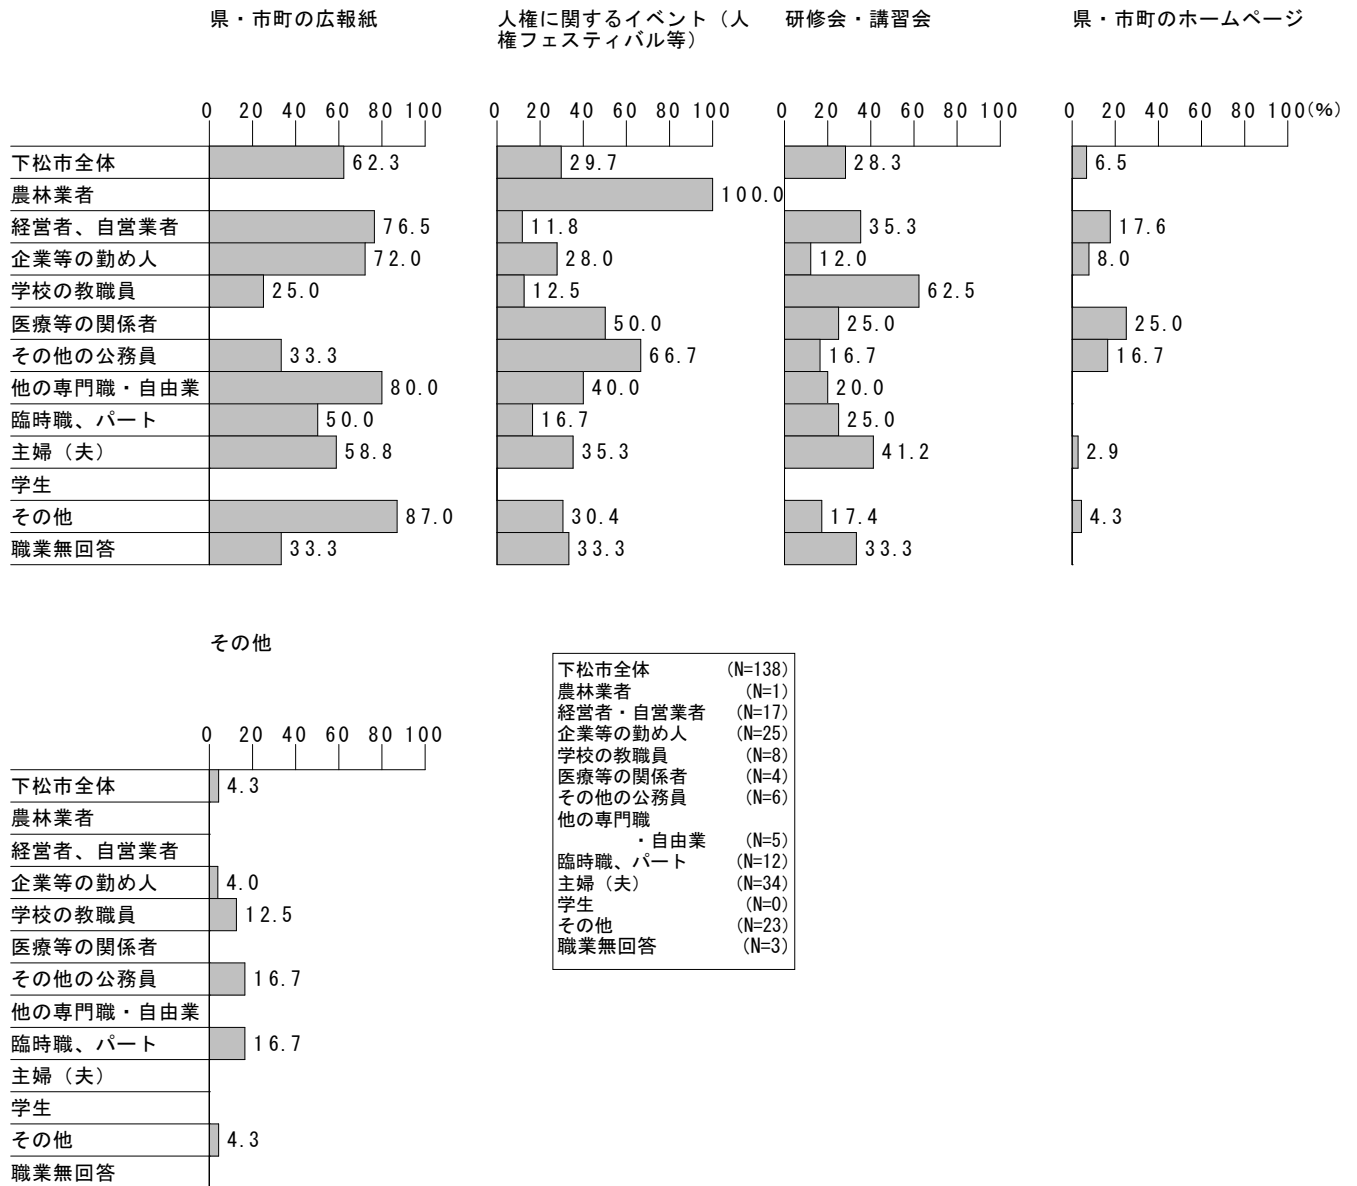 県・市町の広報紙
人権に関するイベント（人
権フェスティバル等）
研修会・講習会
県・市町のホームページ
0 20 40 60 80 100
0 20 40 60 80 100
0 20 40 60 80 100
0 20 40 60 80 100(%)
下松市全体 62.3 29.7 28.3 6.5
農林業者 100.0
経営者、自営業者 76.5 11.8 35.3 17.6
企業等の勤め人 72.0 28.0 12.0 8.0
学校の教職員 25.0 12.5 62.5
医療等の関係者 50.0 25.0 25.0
その他の公務員 33.3 66.7 16.7 16.7
他の専門職・自由業 80.0 40.0 20.0
臨時職、パート 50.0 16.7 25.0
主婦（夫） 58.8 35.3 41.2 2.9
学生
その他 87.0 30.4 17.4 4.3
職業無回答 33.3 33.3 33.3
その他
0 20 40 60 80 100
下松市全体 4.3
農林業者
経営者、自営業者
企業等の勤め人 4.0
学校の教職員 12.5
医療等の関係者
その他の公務員 16.7
他の専門職・自由業
臨時職、パート 16.7
主婦（夫）
学生
その他 4.3
職業無回答
下松市全体 (N=138)
農林業者 (N=1)
経営者・自営業者 (N=17)
企業等の勤め人 (N=25)
学校の教職員 (N=8)
医療等の関係者 (N=4)
その他の公務員 (N=6)
他の専門職
・自由業 (N=5)
臨時職、パート (N=12)
主婦（夫） (N=34)
学生 (N=0)
その他 (N=23)
職業無回答 (N=3)